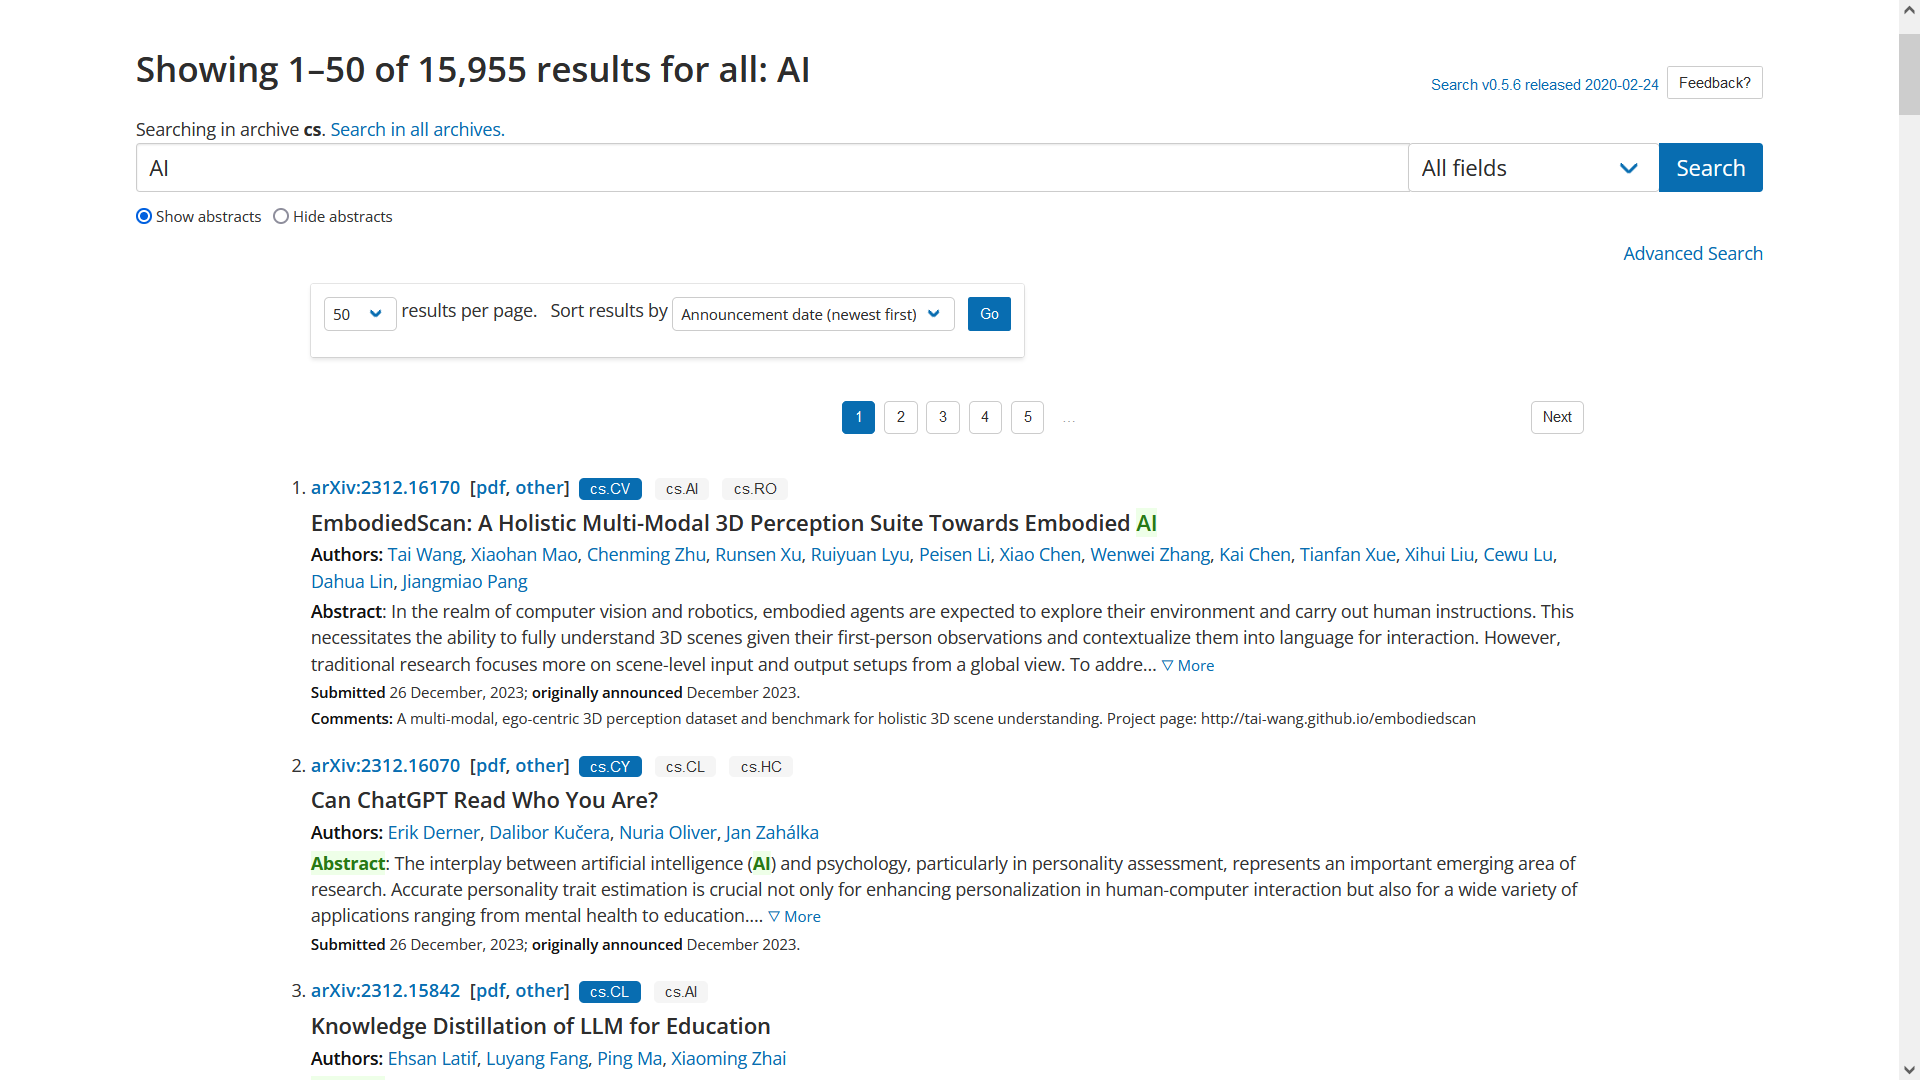 Showing 1–50 of 15,955 results for all: AI
Search v0.5.6 released 2020-02-24 Feedback?
Searching in archive cs. Search in all archives.
AI All fields Search
Show abstracts Hide abstracts
Advanced Search
50 results per page. Sort results by Announcement date (newest first) Go
1 2 3 4 5 ... Next
1. arXiv:2312.16170 [pdf, other] cs.CV cs.AI cs.RO
EmbodiedScan: A Holistic Multi-Modal 3D Perception Suite Towards Embodied AI
Authors: Tai Wang, Xiaohan Mao, Chenming Zhu, Runsen Xu, Ruiyuan Lyu, Peisen Li, Xiao Chen, Wenwei Zhang, Kai Chen, Tianfan Xue, Xihui Liu, Cewu Lu,
Dahua Lin, Jiangmiao Pang
Abstract: In the realm of computer vision and robotics, embodied agents are expected to explore their environment and carry out human instructions. This
necessitates the ability to fully understand 3D scenes given their first-person observations and contextualize them into language for interaction. However,
traditional research focuses more on scene-level input and output setups from a global view. To addre... ▽ More
Submitted 26 December, 2023; originally announced December 2023.
Comments: A multi-modal, ego-centric 3D perception dataset and benchmark for holistic 3D scene understanding. Project page: http://tai-wang.github.io/embodiedscan
2. arXiv:2312.16070 [pdf, other] cs.CY cs.CL cs.HC
Can ChatGPT Read Who You Are?
Authors: Erik Derner, Dalibor Kučera, Nuria Oliver, Jan Zahálka
Abstract: The interplay between artificial intelligence (AI) and psychology, particularly in personality assessment, represents an important emerging area of
research. Accurate personality trait estimation is crucial not only for enhancing personalization in human-computer interaction but also for a wide variety of
applications ranging from mental health to education.... ▽ More
Submitted 26 December, 2023; originally announced December 2023.
3. arXiv:2312.15842 [pdf, other] cs.CL cs.AI
Knowledge Distillation of LLM for Education
Authors: Ehsan Latif, Luyang Fang, Ping Ma, Xiaoming Zhai